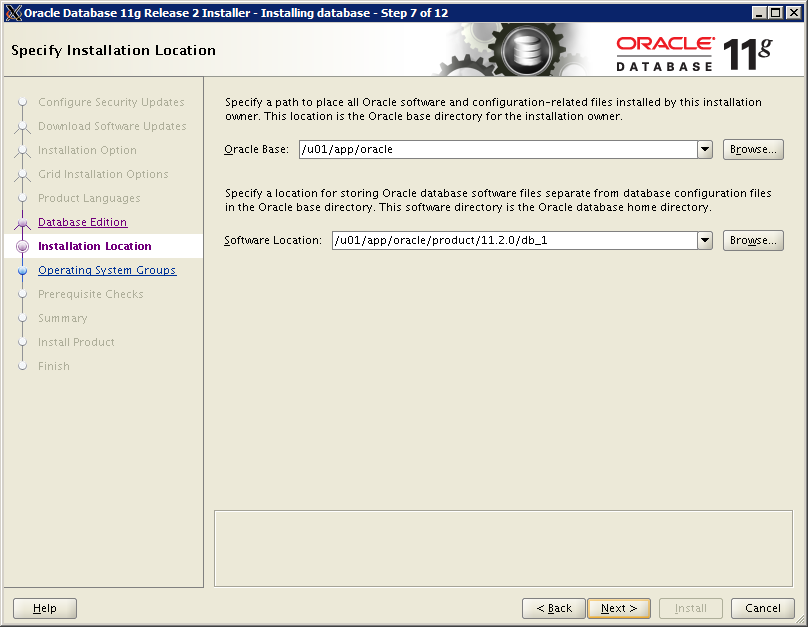 Oracle Database 11g Release 2 Installer - Installing database - Step 7 of 12
Specify Installation Location
ORACLE
DATABASE
11g
Configure Security Updates
Download Software Updates
Installation Option
Grid Installation Options
Product Languages
Database Edition
Installation Location
Operating System Groups
Prerequisite Checks
Summary
Install Product
Finish
Specify a path to place all Oracle software and configuration-related files installed by this installation
owner. This location is the Oracle base directory for the installation owner.
Oracle Base: /u01/app/oracle Browse...
Specify a location for storing Oracle database software files separate from database configuration files
in the Oracle base directory. This software directory is the Oracle database home directory.
Software Location: /u01/app/oracle/product/11.2.0/db_1 Browse...
Help < Back Next > Install Cancel